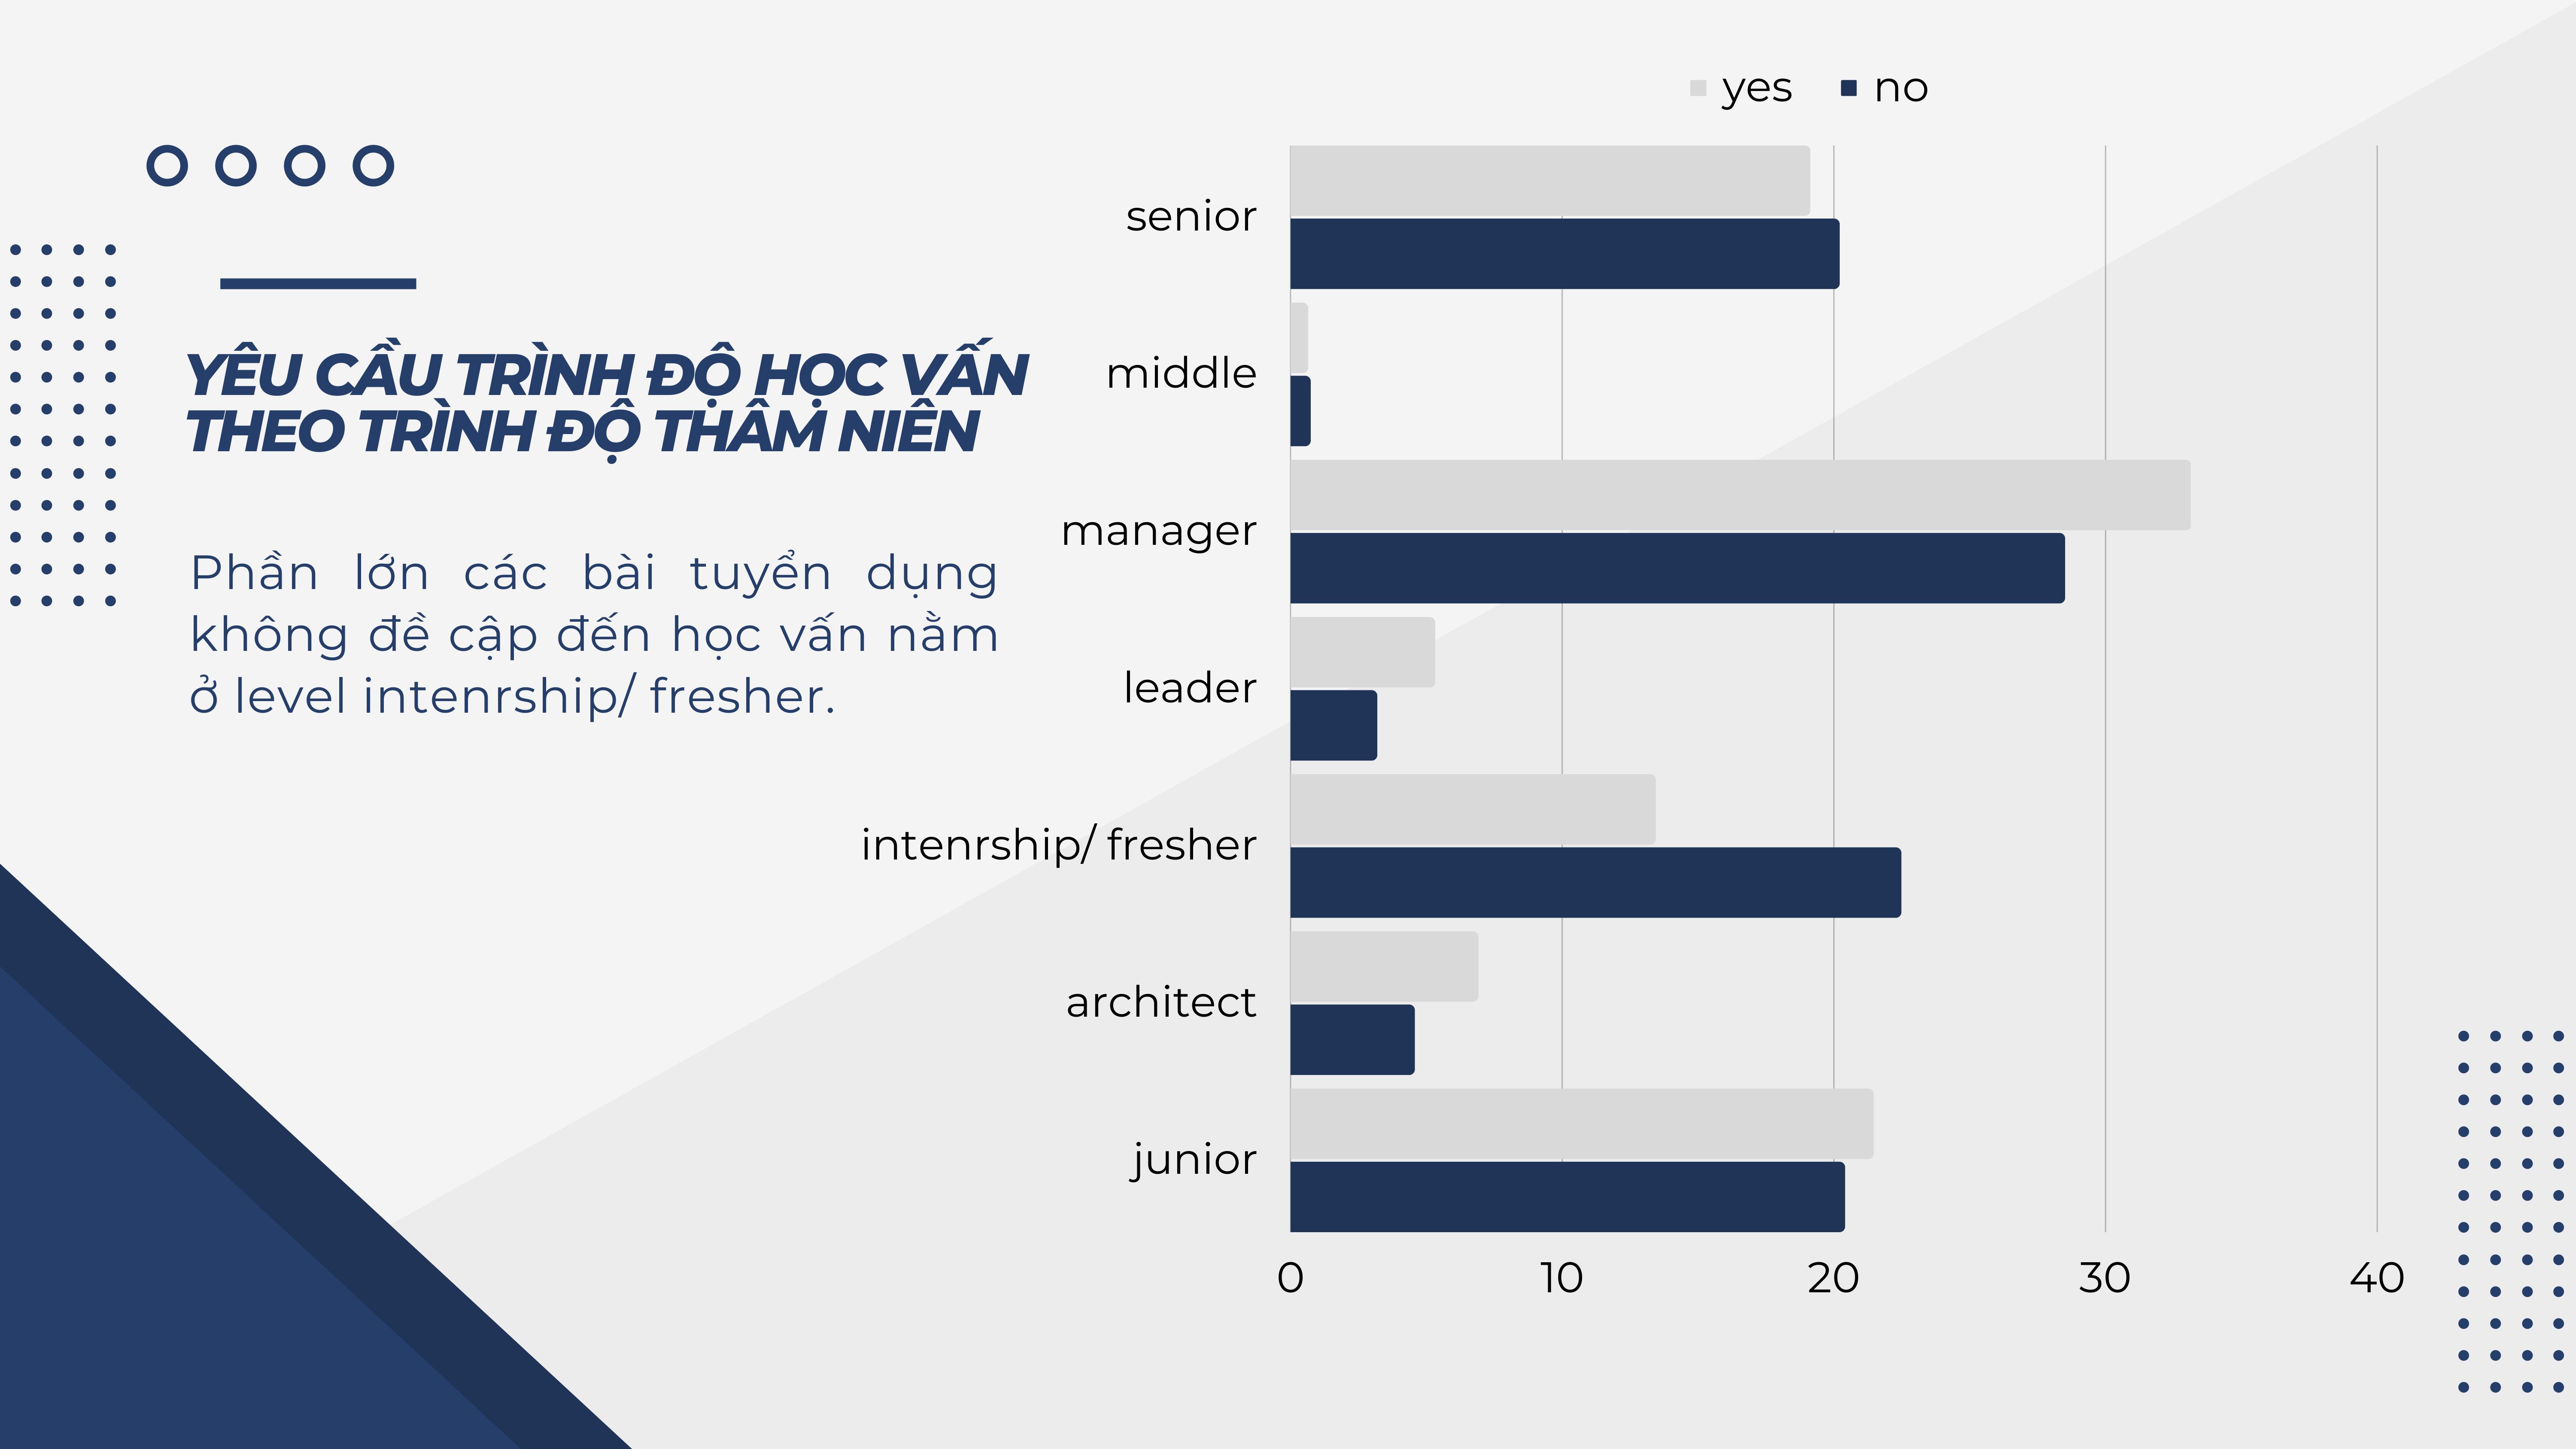 yes no
YÊU CẦU TRÌNH ĐỘ HỌC VẤN
THEO TRÌNH ĐỘ THÂM NIÊN
Phần lớn các bài tuyển dụng
không đề cập đến học vấn nằm
ở level intenrship/ fresher.
senior
middle
manager
leader
intenrship/ fresher
architect
junior
0 10 20 30 40